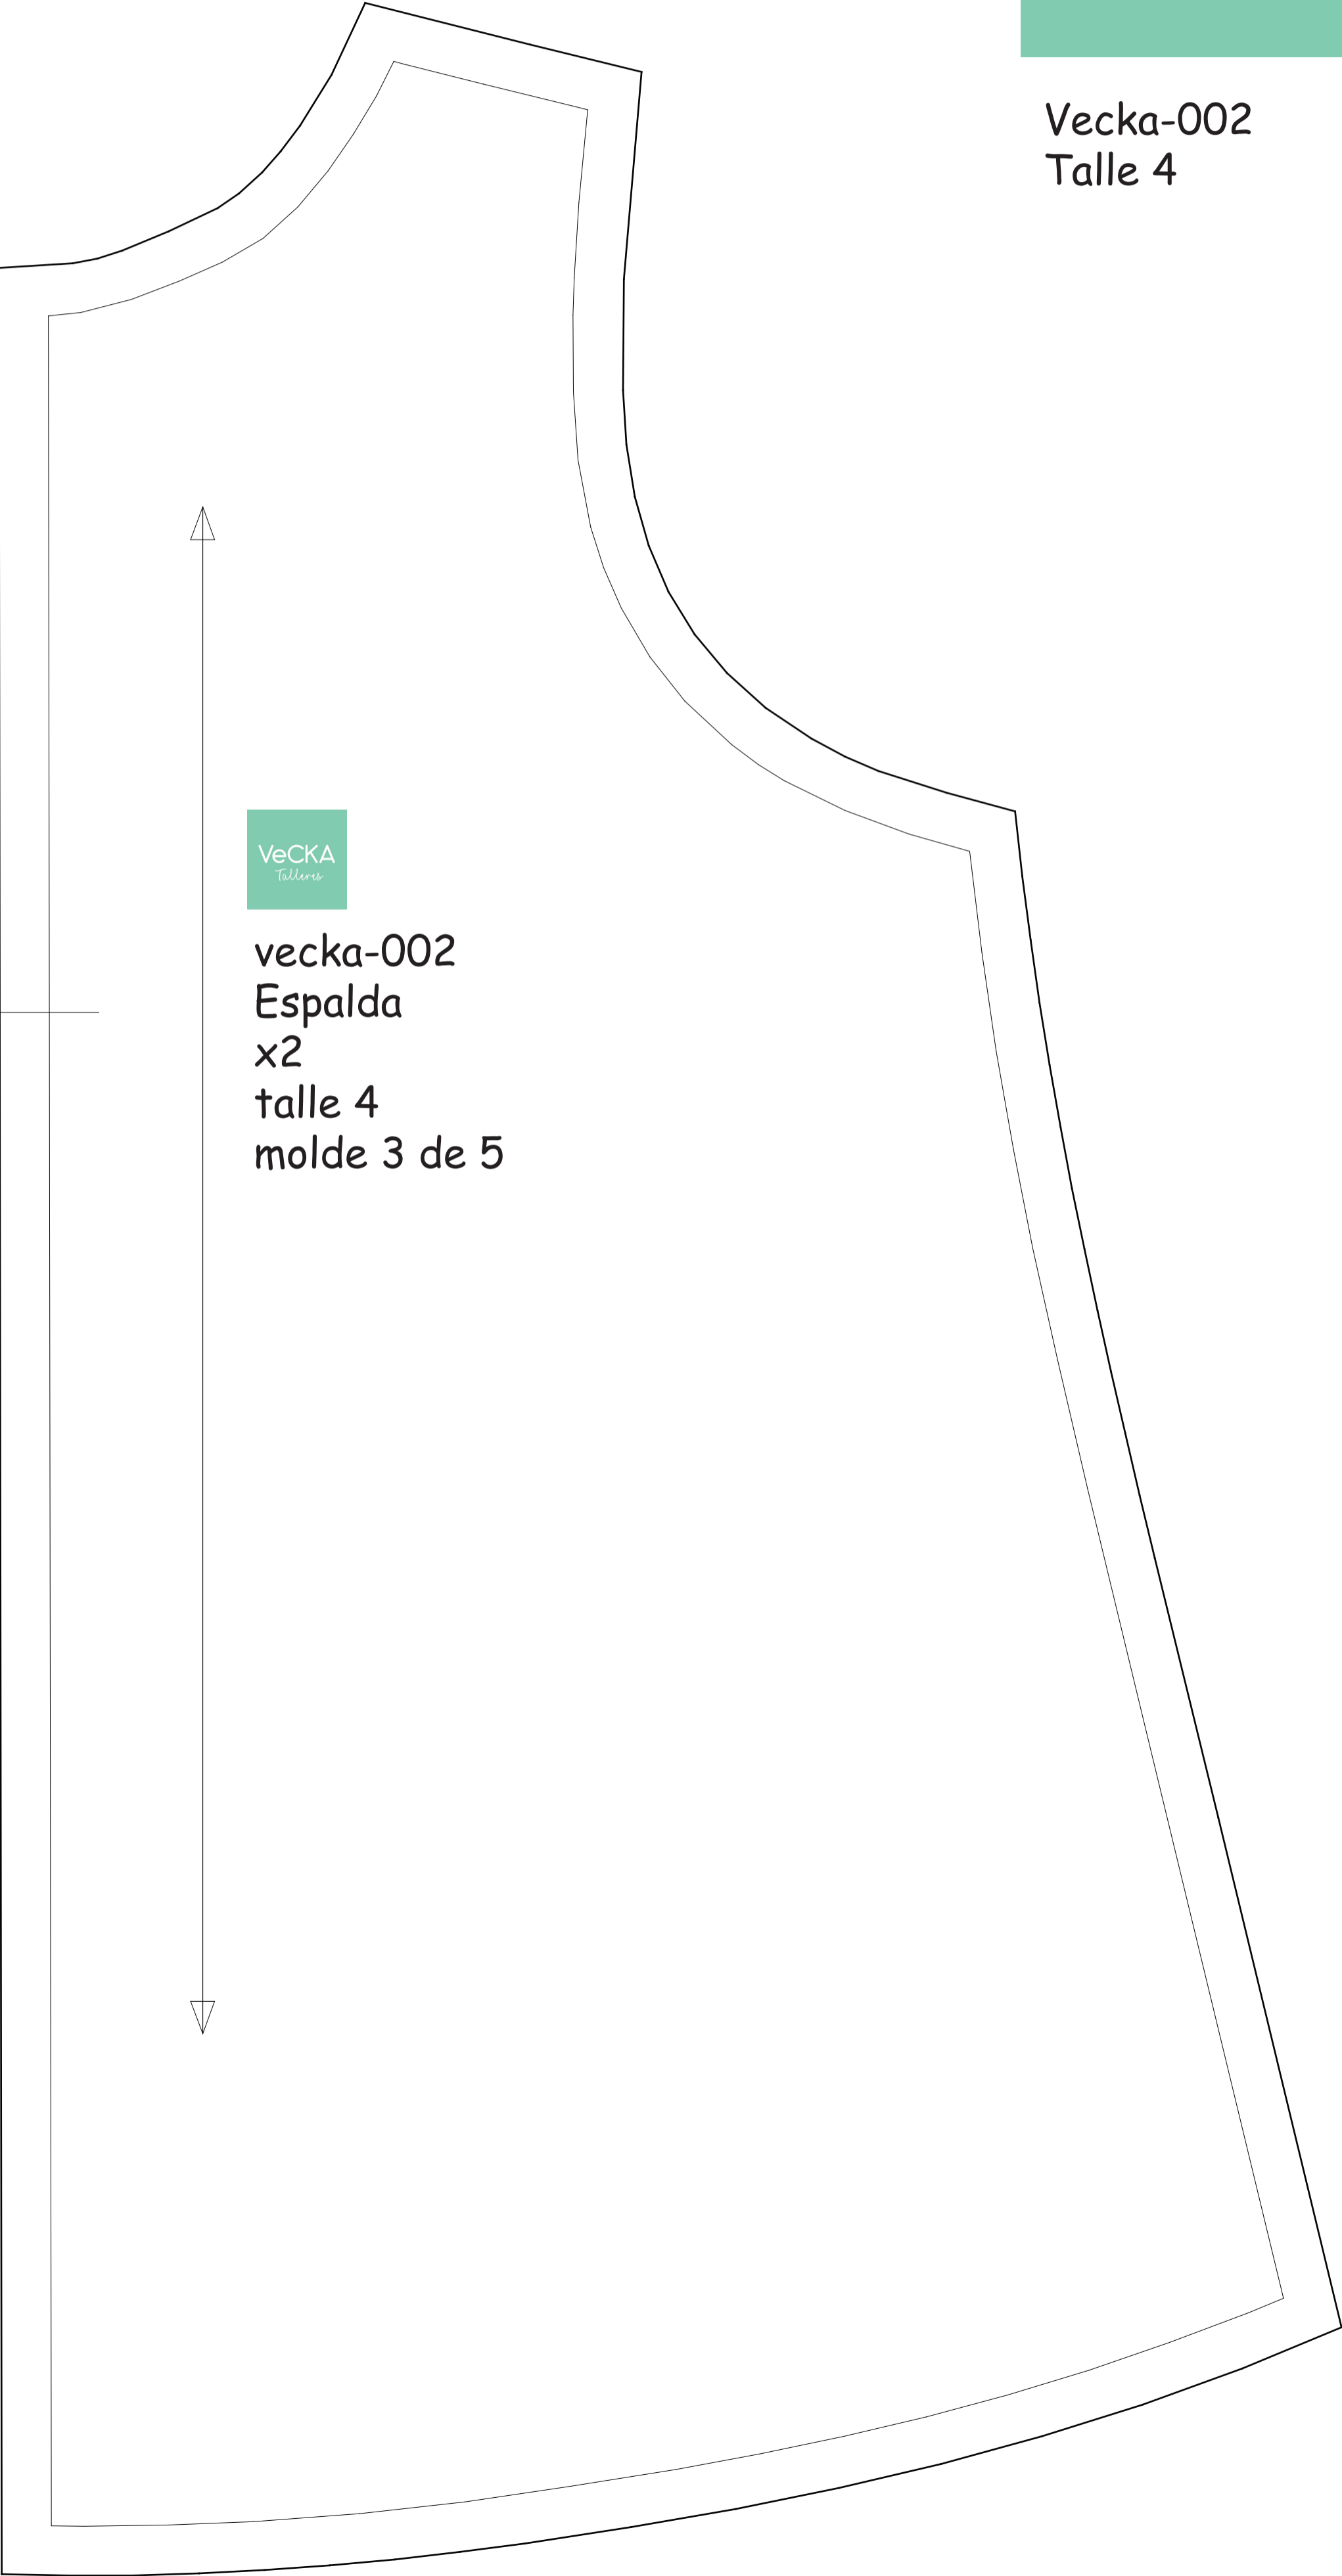 Vecka-002
Talle 4
VeCKA
Talleres
vecka-002
Espalda
x2
talle 4
molde 3 de 5